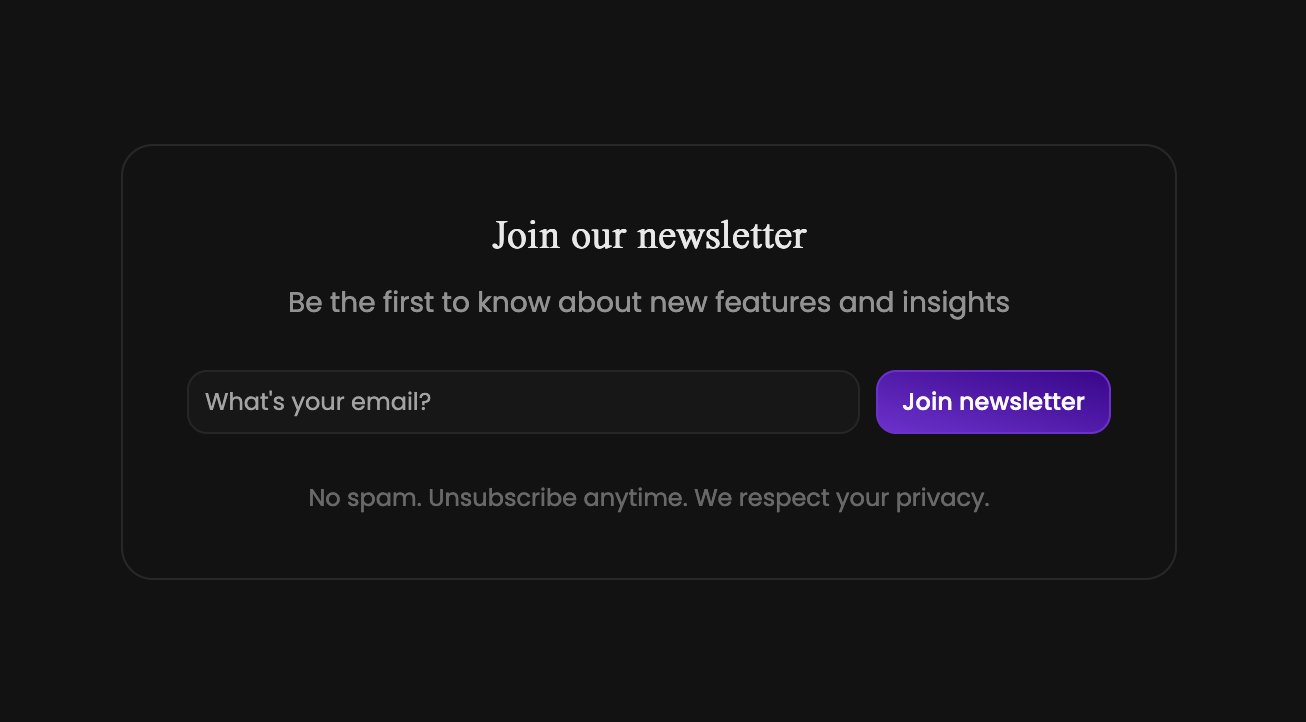 Join our newsletter
Be the first to know about new features and insights
What's your email?
Join newsletter
No spam. Unsubscribe anytime. We respect your privacy.